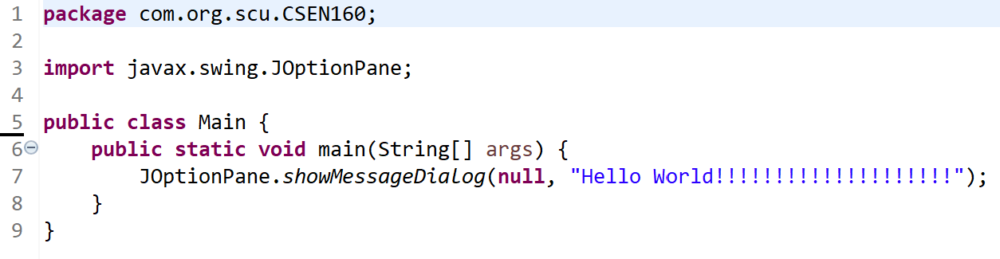 1 package com.org.scu.CSEN160;
2
3 import javax.swing.JOptionPane;
4
5 public class Main {
6     public static void main(String[] args) {
7         JOptionPane.showMessageDialog(null, "Hello World!!!!!!!!!!!!!!!!!!!!");
8     }
9 }